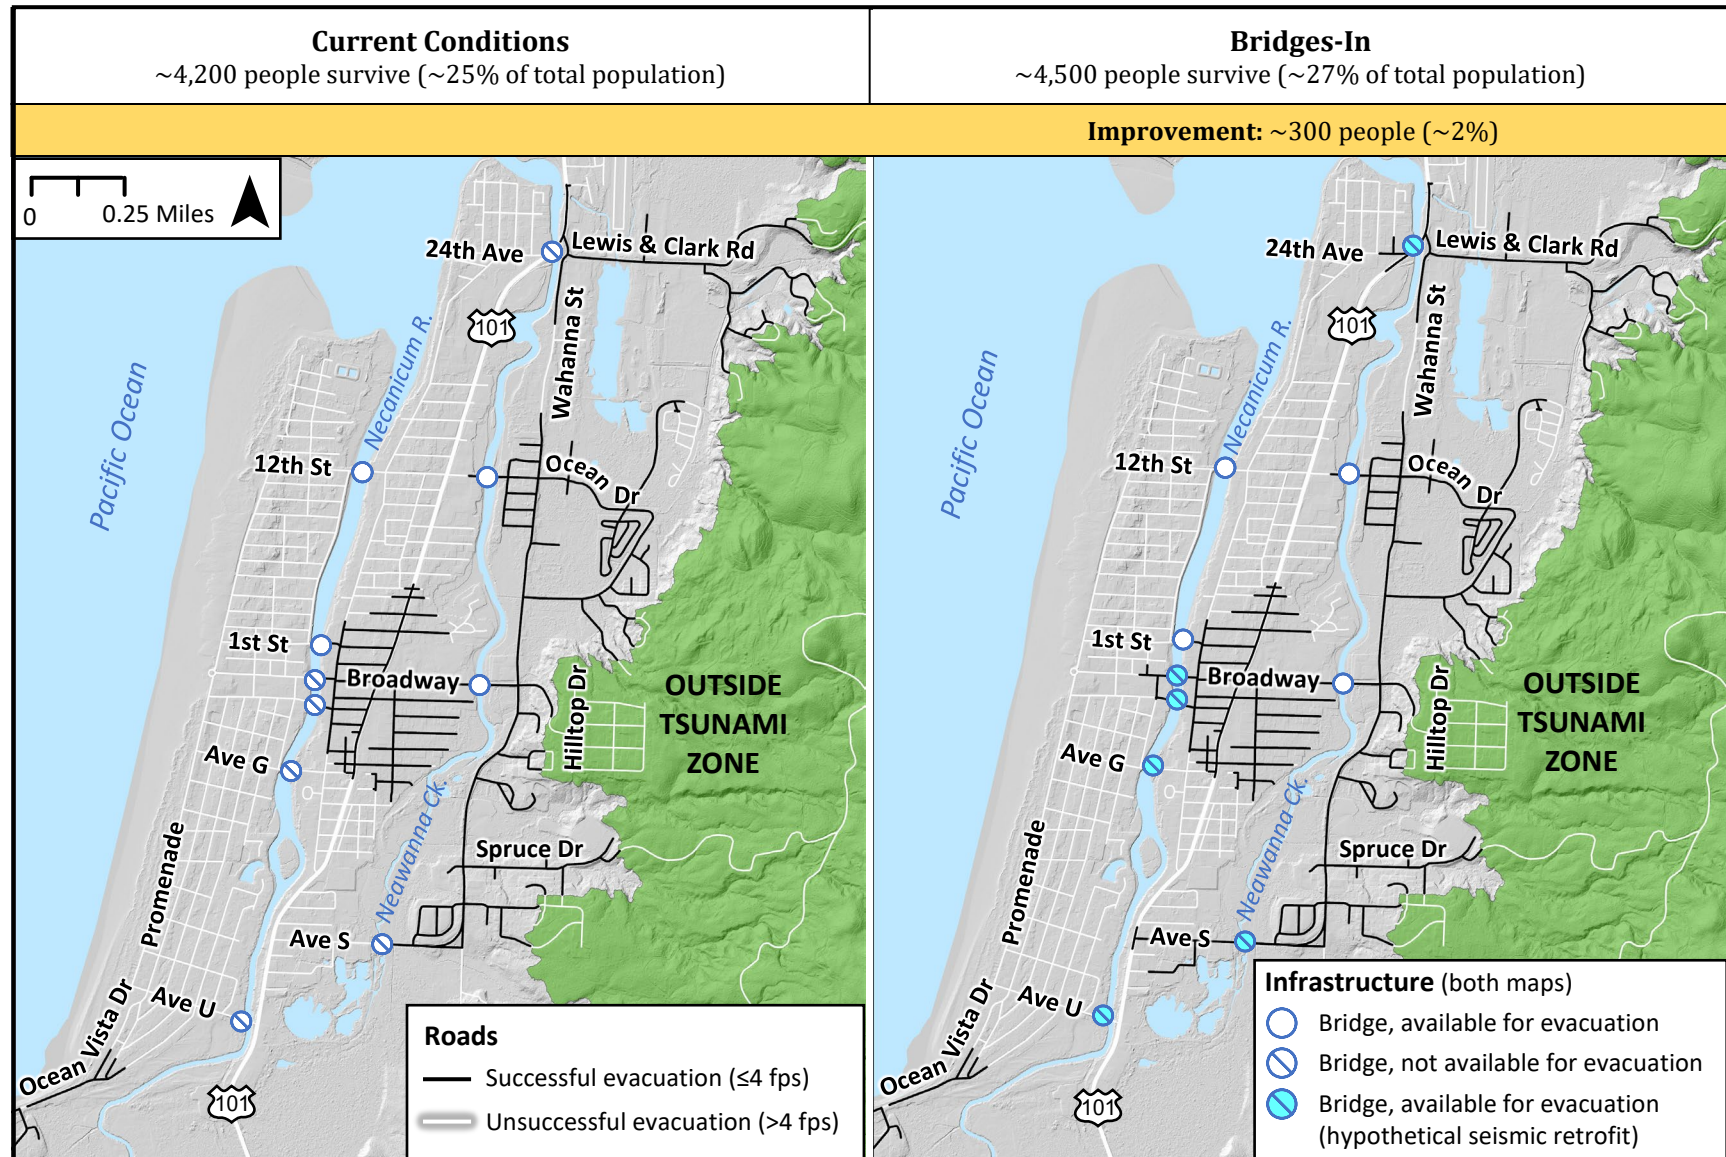 Current Conditions
~4,200 people survive (~25% of total population)
Bridges-In
~4,500 people survive (~27% of total population)
Improvement: ~300 people (~2%)
0 0.25 Miles
24th Ave
Lewis & Clark Rd
101
Wahanna St
Necanicum R.
Pacific Ocean
12th St
Ocean Dr
1st St
Broadway
Hilltop Dr
OUTSIDE
TSUNAMI
ZONE
Ave G
Neawanna Ck.
Promenade
Spruce Dr
Ave S
Ave U
Ocean Vista Dr
101
Roads
Successful evacuation (≤4 fps)
Unsuccessful evacuation (>4 fps)
24th Ave
Lewis & Clark Rd
101
Wahanna St
Necanicum R.
Pacific Ocean
12th St
Ocean Dr
1st St
Broadway
Hilltop Dr
OUTSIDE
TSUNAMI
ZONE
Ave G
Neawanna Ck.
Promenade
Spruce Dr
Ave S
Ave U
Ocean Vista Dr
101
Infrastructure (both maps)
Bridge, available for evacuation
Bridge, not available for evacuation
Bridge, available for evacuation
(hypothetical seismic retrofit)